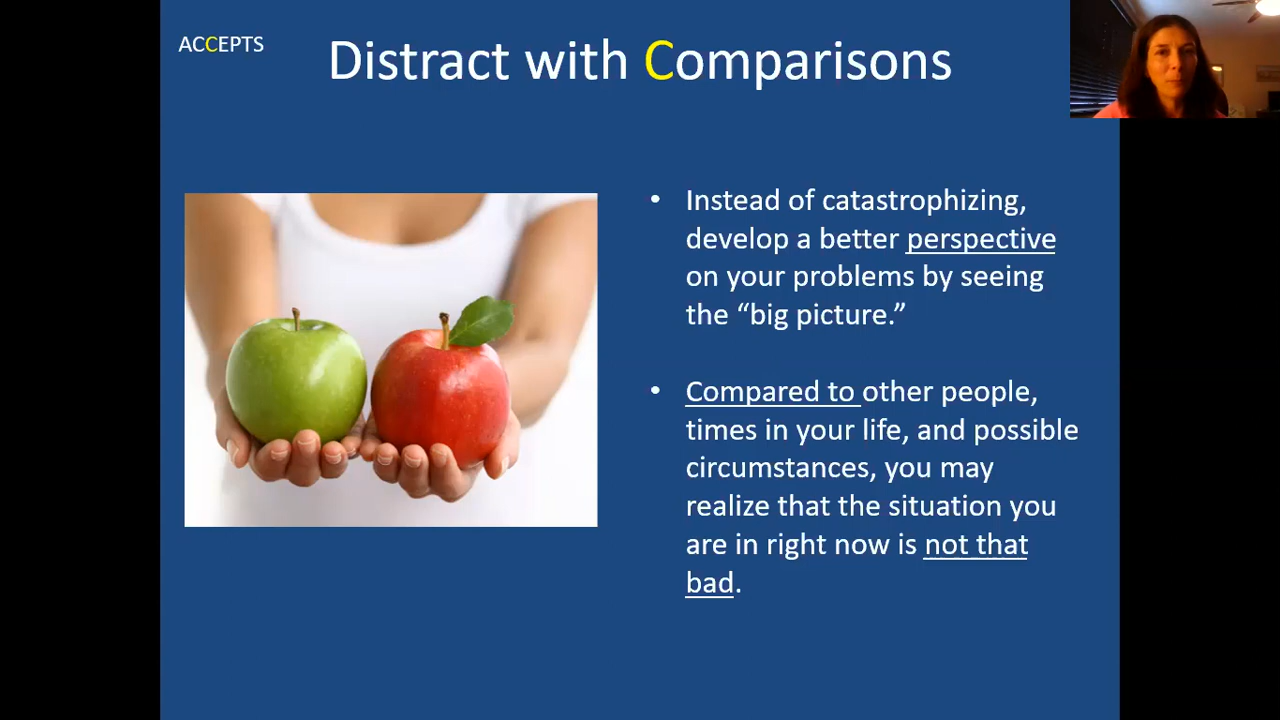 ACCEPTS
Distract with Comparisons
• Instead of catastrophizing,
develop a better perspective
on your problems by seeing
the “big picture.”
• Compared to other people,
times in your life, and possible
circumstances, you may
realize that the situation you
are in right now is not that
bad.